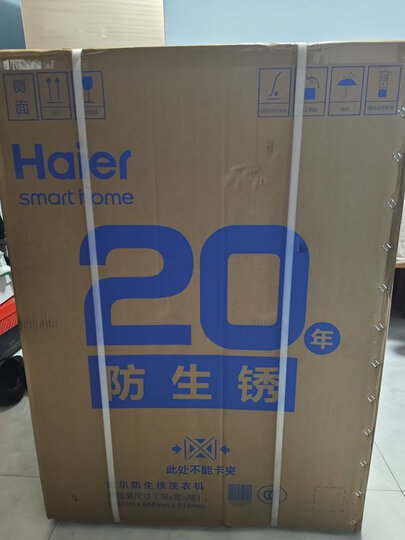 侧面
Haier
smart home
20年
防生锈
此处不能卡夹
尔防生锈洗衣机